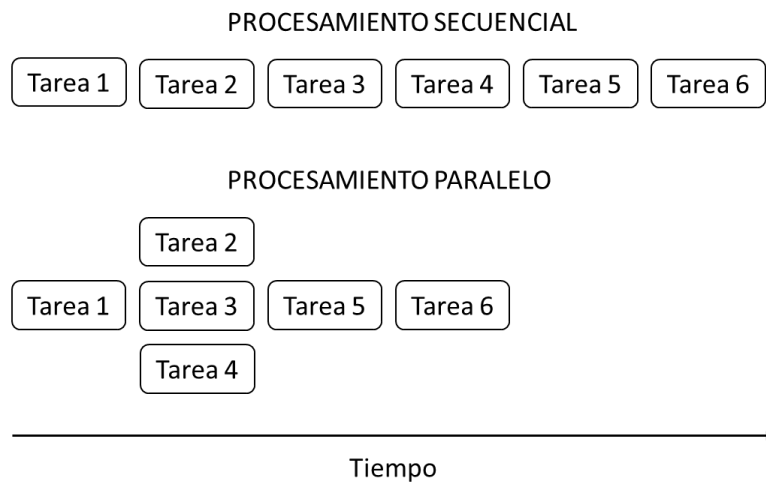 PROCESAMIENTO SECUENCIAL
Tarea 1 Tarea 2 Tarea 3 Tarea 4 Tarea 5 Tarea 6
PROCESAMIENTO PARALELO
Tarea 2
Tarea 1 Tarea 3 Tarea 5 Tarea 6
Tarea 4
Tiempo